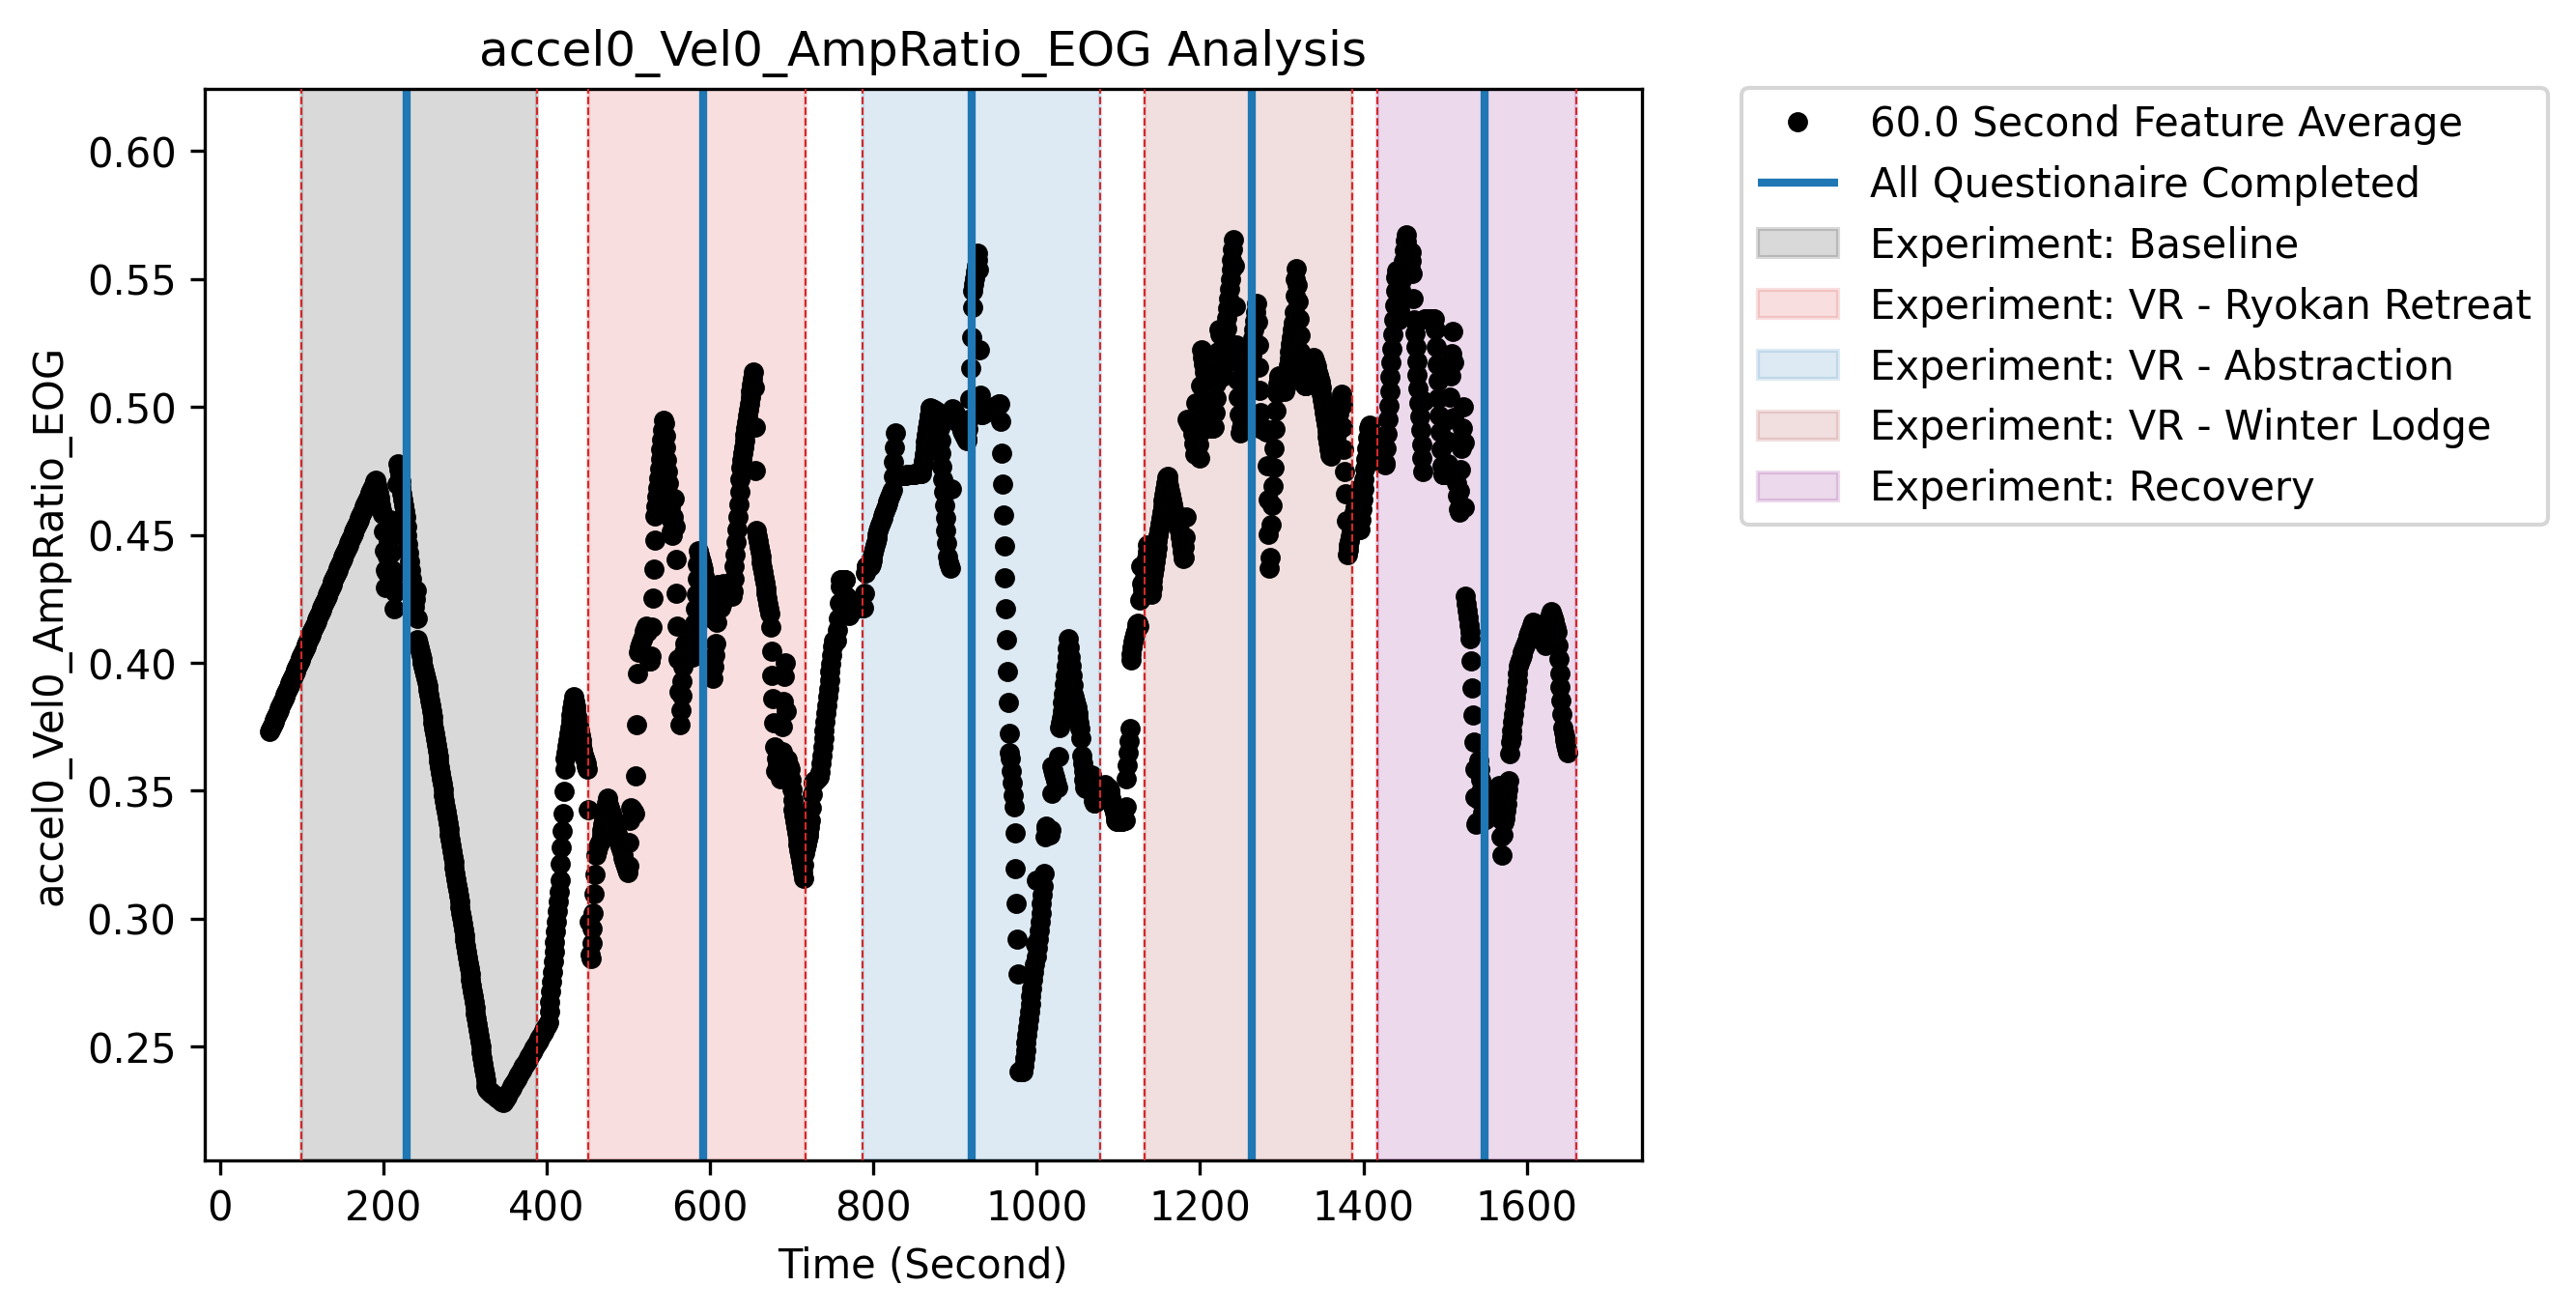 accel0_Vel0_AmpRatio_EOG Analysis
accel0_Vel0_AmpRatio_EOG
0.60
0.55
0.50
0.45
0.40
0.35
0.30
0.25
0 200 400 600 800 1000 1200 1400 1600
Time (Second)
60.0 Second Feature Average
All Questionaire Completed
Experiment: Baseline
Experiment: VR - Ryokan Retreat
Experiment: VR - Abstraction
Experiment: VR - Winter Lodge
Experiment: Recovery